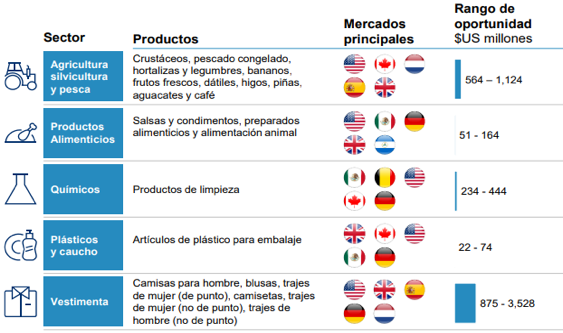 Sector
Productos
Mercados
principales
Rango de
oportunidad
$US millones
Agricultura
silvicultura
y pesca
Crustáceos, pescado congelado,
hortalizas y legumbres, bananos,
frutos frescos, dátiles, higos, piñas,
aguacates y café
564 – 1,124
Productos
Alimenticios
Salsas y condimentos, preparados
alimenticios y alimentación animal
51 - 164
Químicos
Productos de limpieza
234 - 444
Plásticos
y caucho
Artículos de plástico para embalaje
22 - 74
Vestimenta
Camisas para hombre, blusas, trajes
de mujer (de punto), camisetas, trajes
de mujer (no de punto), trajes de
hombre (no de punto)
875 - 3,528